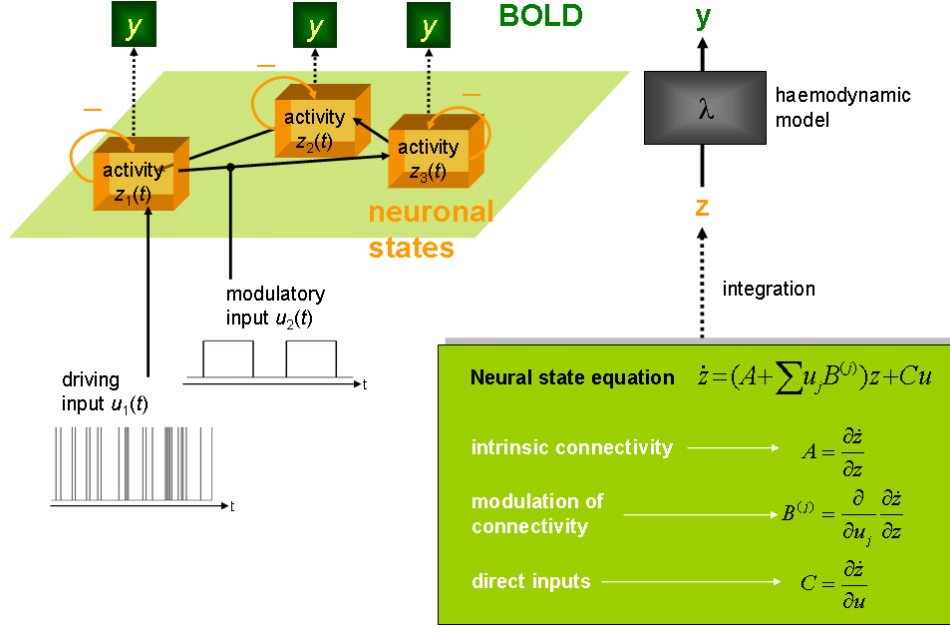 BOLD
y
y
y
y
λ
haemodynamic
model
z
integration
–
–
–
activity
z₁(t)
activity
z₂(t)
activity
z₃(t)
neuronal
states
modulatory
input u₂(t)
t
driving
input u₁(t)
t
Neural state equation ż = (A + ∑ uⱼB⁽ʲ⁾)z + Cu
intrinsic connectivity A = ∂ż/∂z
modulation of
connectivity B⁽ʲ⁾ = ∂/∂uⱼ ∂ż/∂z
direct inputs C = ∂ż/∂u